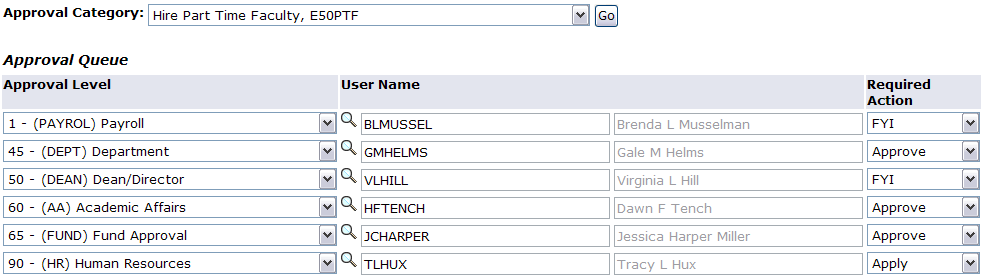 Approval Category: Hire Part Time Faculty, E50PTF Go
Approval Queue
Approval Level User Name Required Action
1 - (PAYROL) Payroll BLMUSSEL Brenda L Musselman FYI
45 - (DEPT) Department GMHELMS Gale M Helms Approve
50 - (DEAN) Dean/Director VLHILL Virginia L Hill FYI
60 - (AA) Academic Affairs HFTENCH Dawn F Tench Approve
65 - (FUND) Fund Approval JCHARPER Jessica Harper Miller Approve
90 - (HR) Human Resources TLHUX Tracy L Hux Apply